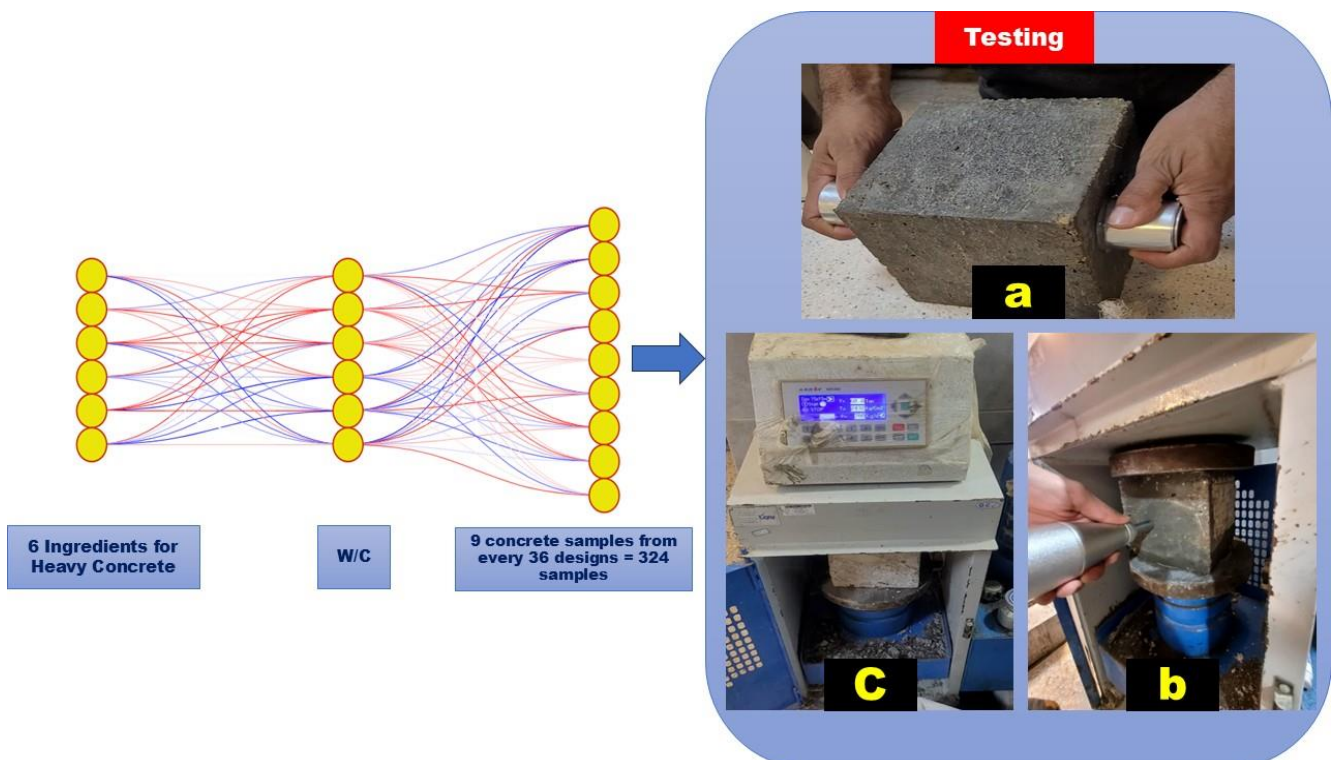 Testing
a
6 Ingredients for
Heavy Concrete
W/C
9 concrete samples from
every 36 designs = 324
samples
C
b